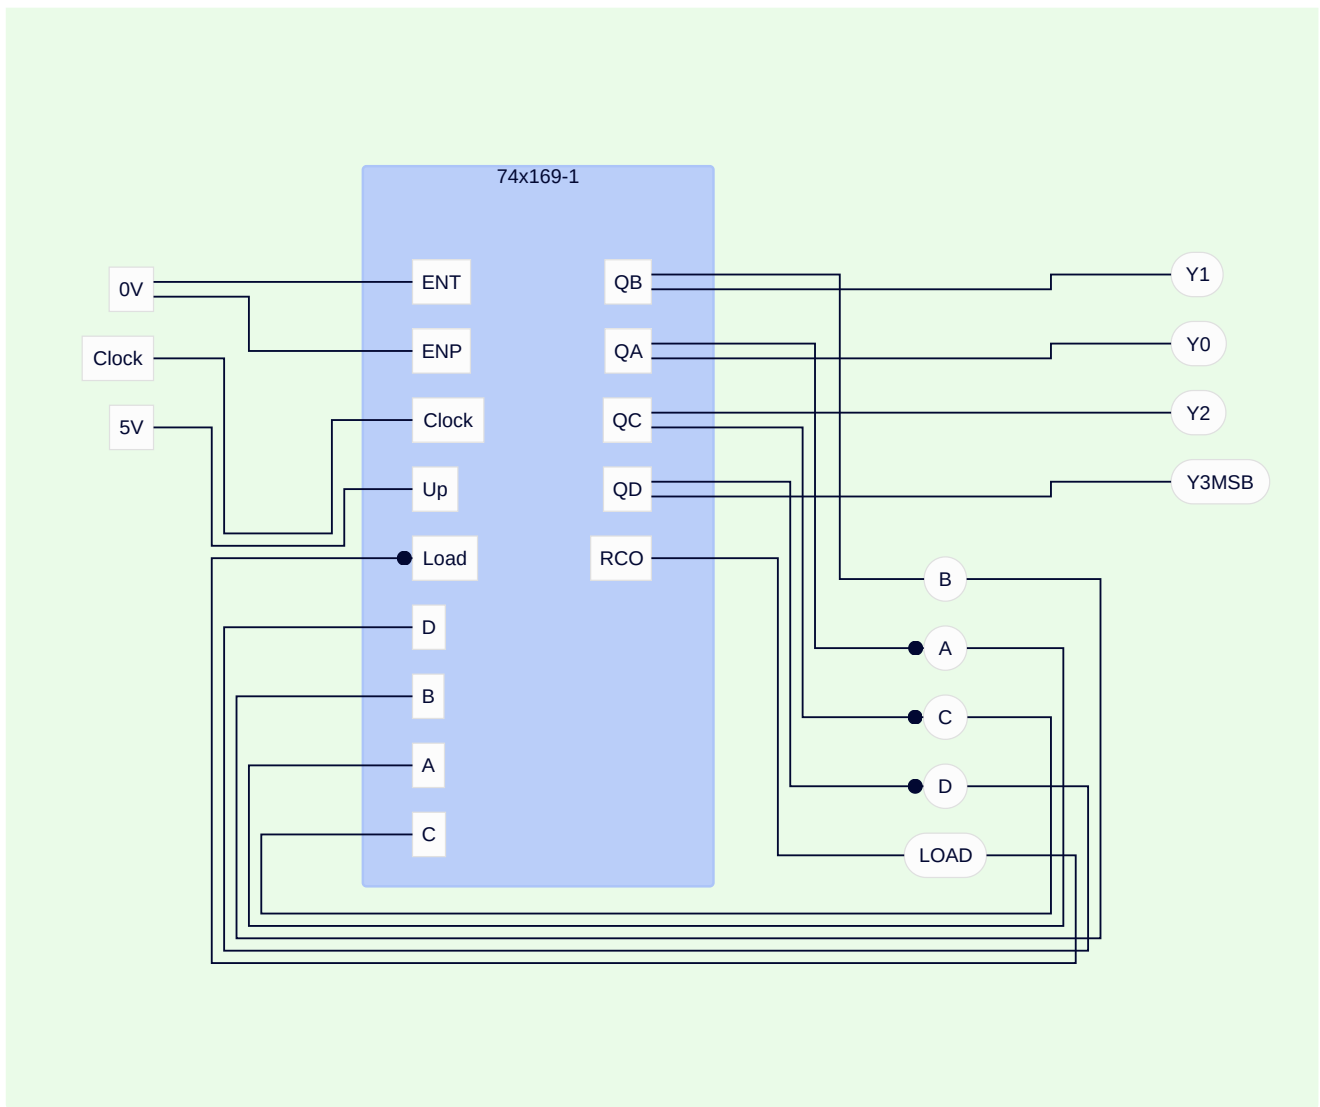 74x169-1
0V
Clock
5V
ENT
ENP
Clock
Up
Load
D
B
A
C
QB
QA
QC
QD
RCO
Y1
Y0
Y2
Y3MSB
B
A
C
D
LOAD